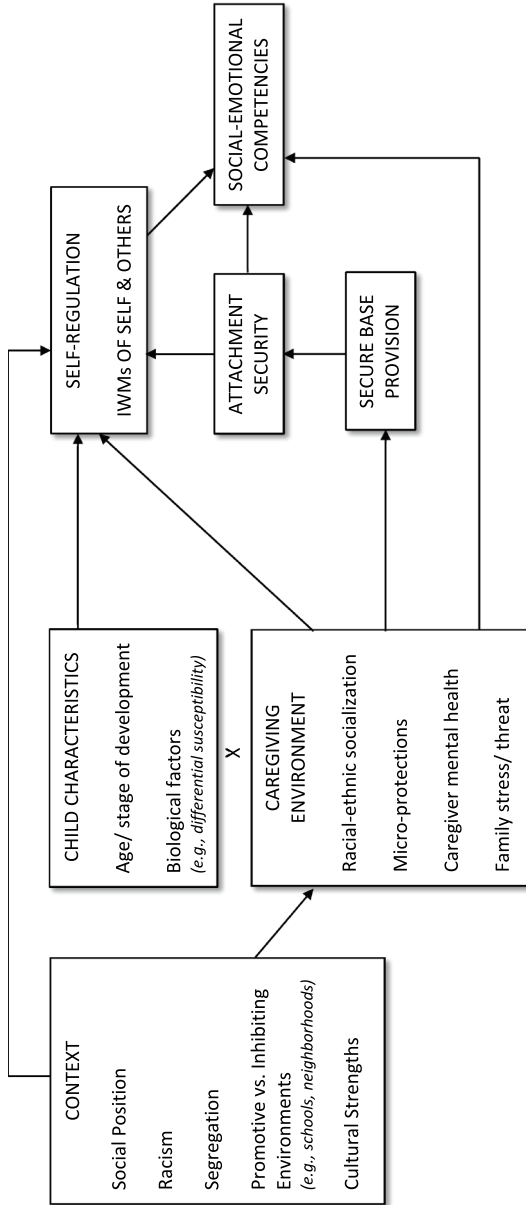 CONTEXT
Social Position
Racism
Segregation
Promotive vs. Inhibiting
Environments
(e.g., schools, neighborhoods)
Cultural Strengths
CHILD CHARACTERISTICS
Age/ stage of development
Biological factors
(e.g., differential susceptibility)
X
CAREGIVING
ENVIRONMENT
Racial-ethnic socialization
Micro-protections
Caregiver mental health
Family stress/ threat
SELF-REGULATION
IWMs OF SELF & OTHERS
ATTACHMENT
SECURITY
SECURE BASE
PROVISION
SOCIAL-EMOTIONAL
COMPETENCIES